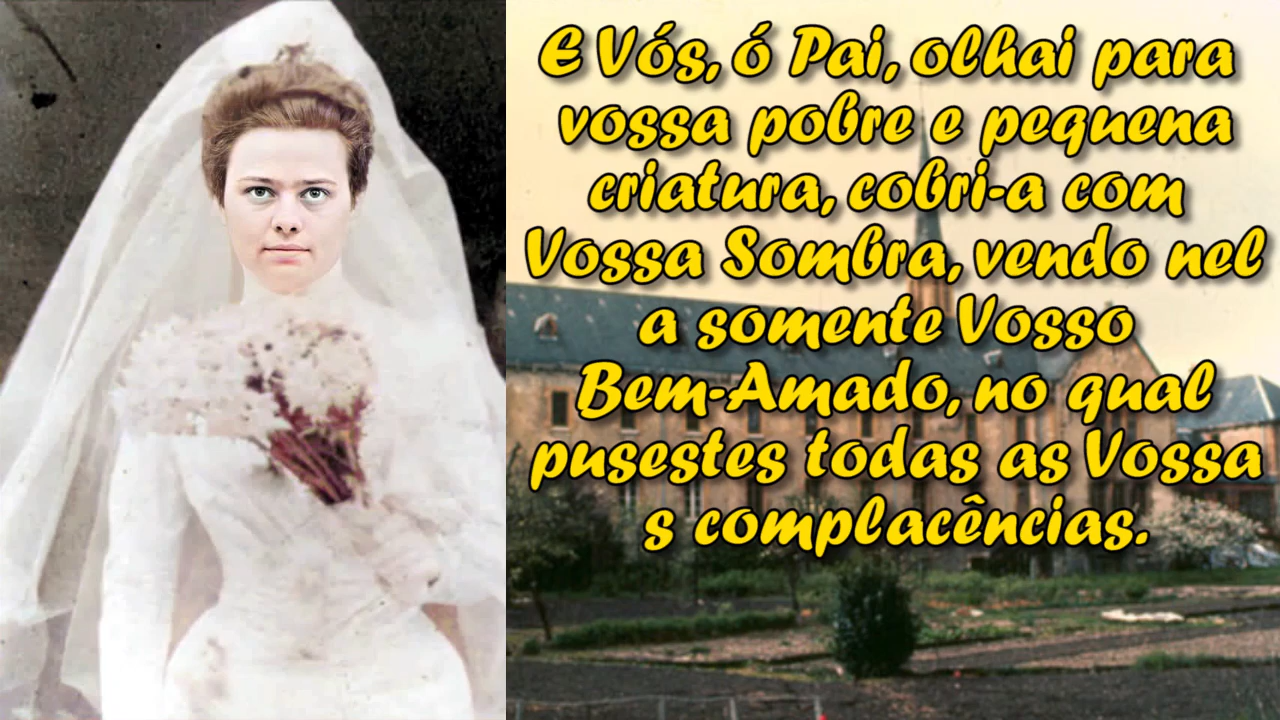 E Vós, ó Pai, olhai para
vossa pobre e pequena
criatura, cobri-a com
Vossa Sombra, vendo nel
a somente Vosso
Bem-Amado, no qual
pusestes todas as Vossa
s complacências.